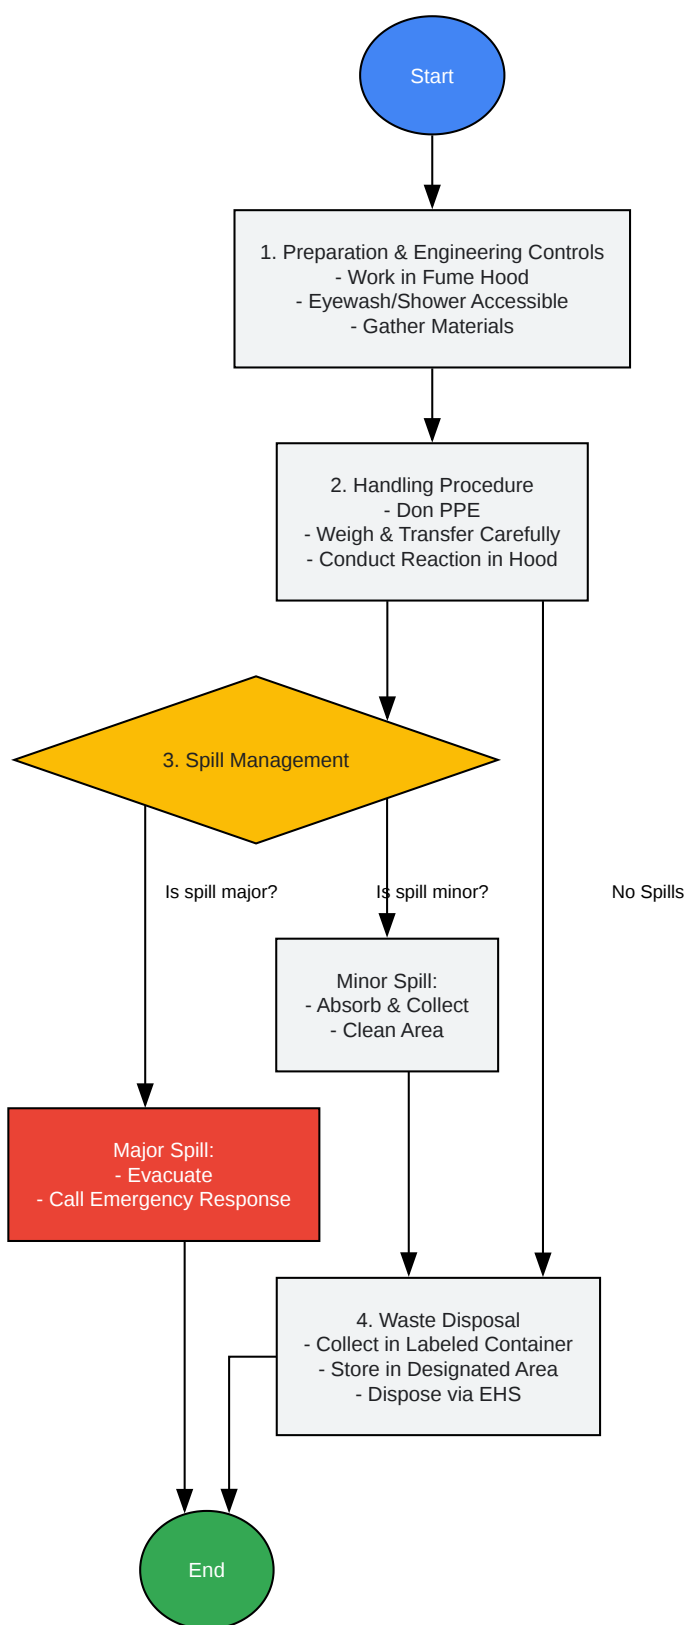 Start
1. Preparation & Engineering Controls
- Work in Fume Hood
- Eyewash/Shower Accessible
- Gather Materials
2. Handling Procedure
- Don PPE
- Weigh & Transfer Carefully
- Conduct Reaction in Hood
3. Spill Management
Is spill major?
Is spill minor?
No Spills
Minor Spill:
- Absorb & Collect
- Clean Area
Major Spill:
- Evacuate
- Call Emergency Response
4. Waste Disposal
- Collect in Labeled Container
- Store in Designated Area
- Dispose via EHS
End